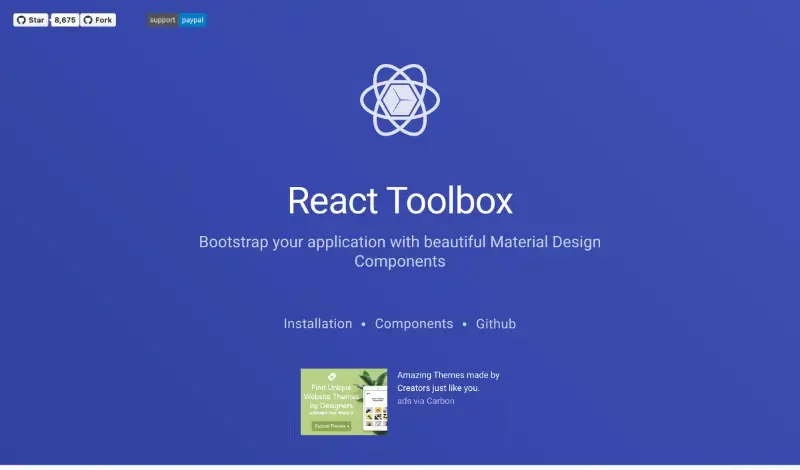 Star 8,675 Fork support paypal
React Toolbox
Bootstrap your application with beautiful Material Design
Components
Installation • Components • Github
Find Unique
Website Themes
by Designers
Explore Themes
Amazing Themes made by
Creators just like you.
ads via Carbon